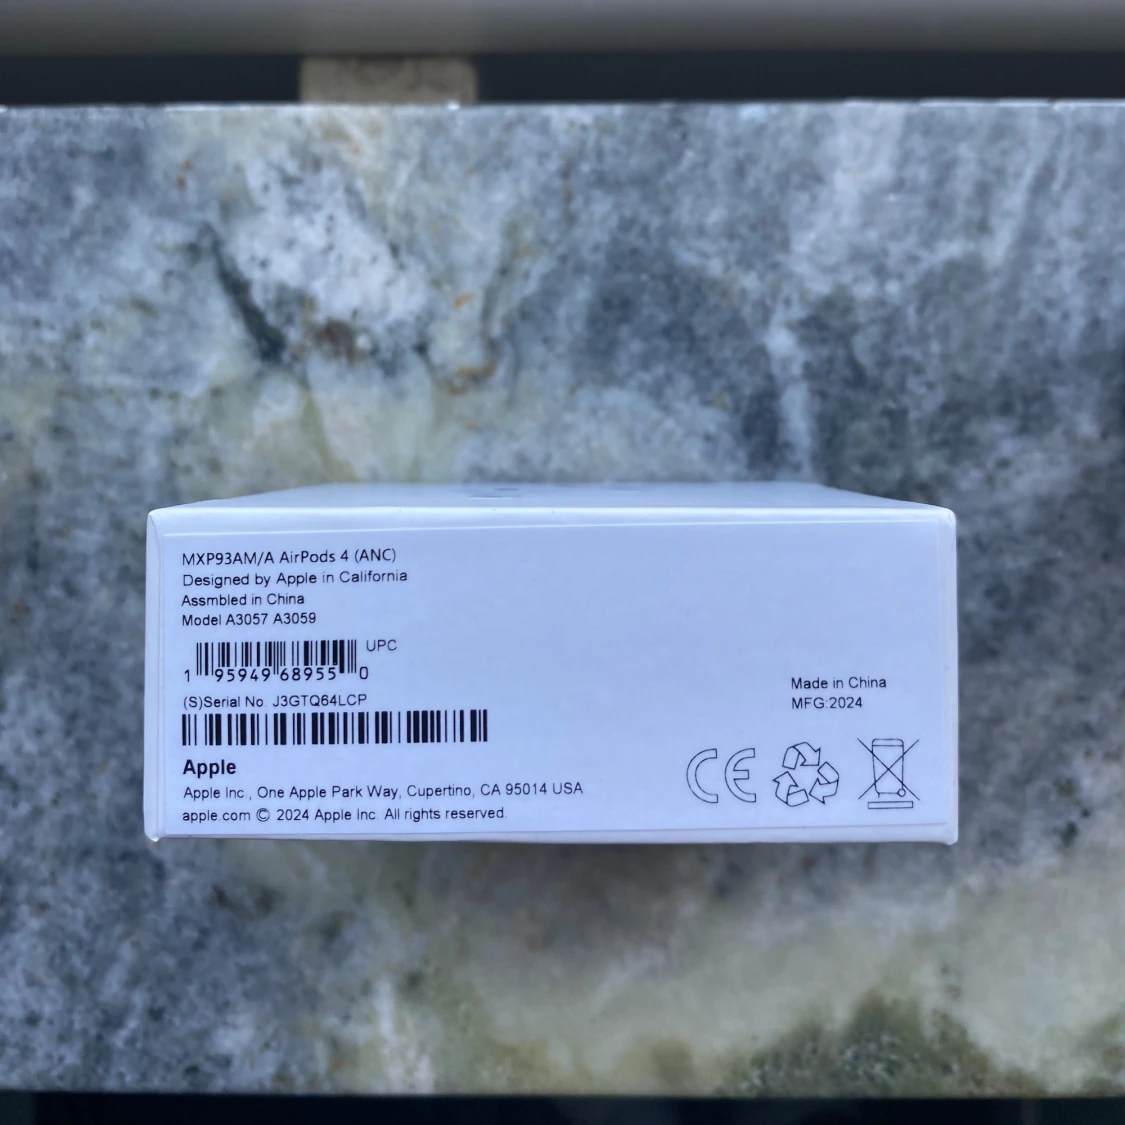 MXP93AM/A AirPods 4 (ANC)
Designed by Apple in California
Assmbled in China
Model A3057 A3059
UPC
1 95949 68955 0
(S)Serial No. J3GTQ64LCP
Made in China
MFG:2024
Apple
Apple Inc., One Apple Park Way, Cupertino, CA 95014 USA
apple.com © 2024 Apple Inc. All rights reserved.
CE